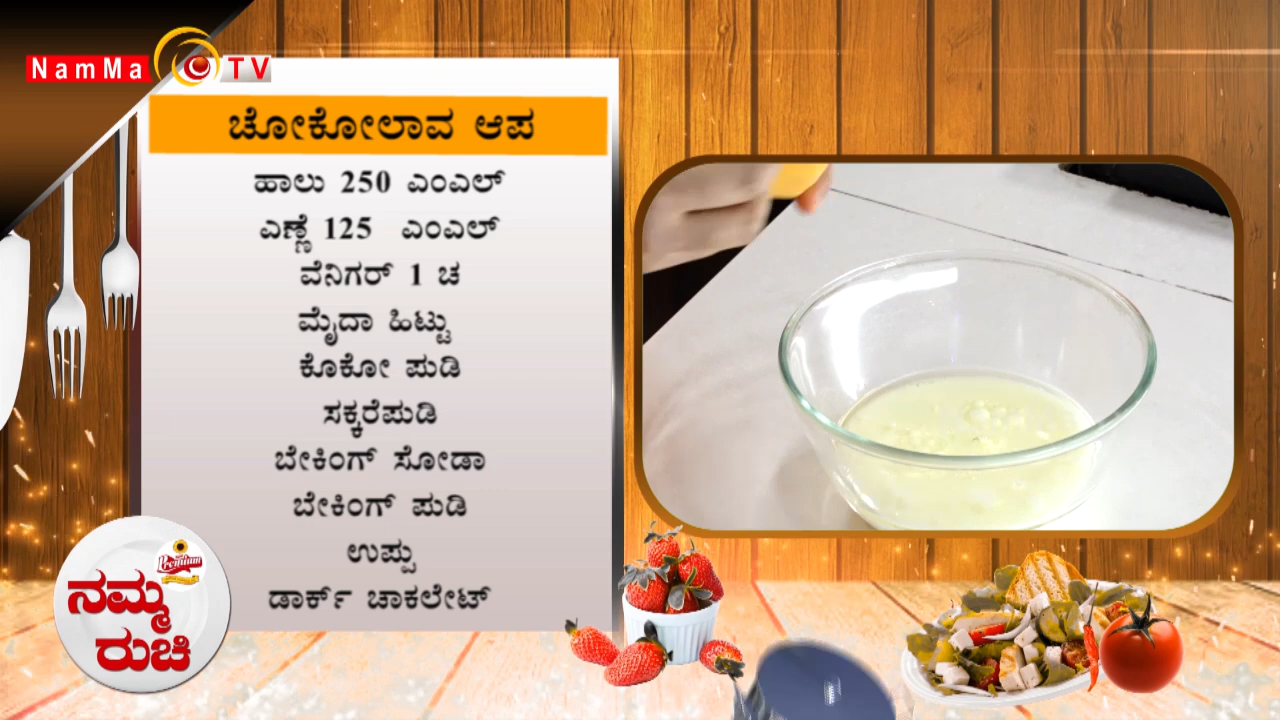 NamMa TV
ಚೋಕೋಲಾವ ಆಪ
ಹಾಲು 250 ಎಂಎಲ್
ಎಣ್ಣೆ 125 ಎಂಎಲ್
ವೆನಿಗರ್ 1 ಚ
ಮೈದಾ ಹಿಟ್ಟು
ಕೊಕೋ ಪುಡಿ
ಸಕ್ಕರೆಪುಡಿ
ಬೇಕಿಂಗ್ ಸೋಡಾ
ಬೇಕಿಂಗ್ ಪುಡಿ
ಉಪ್ಪು
ಡಾರ್ಕ್ ಚಾಕಲೇಟ್
Premium
ನಮ್ಮ
ರುಚಿ